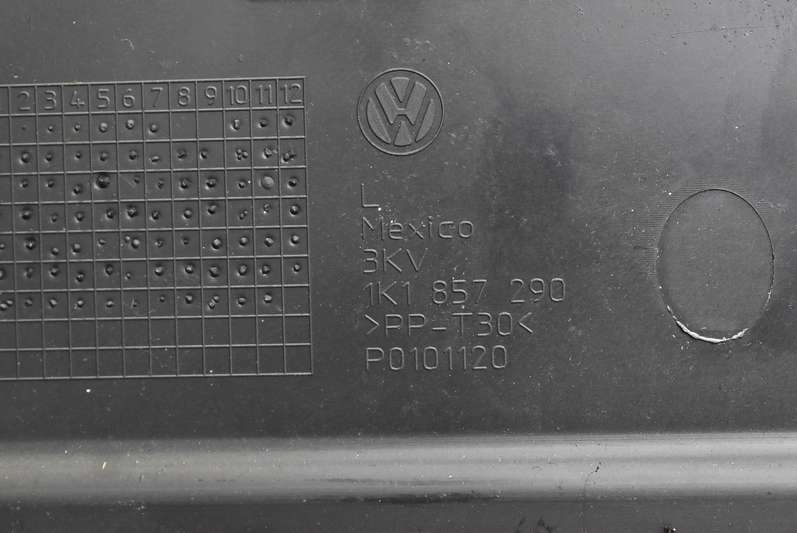 2 3 4 5 6 7 8 9 10 11 12
L
Mexico
3KV
1K1 857 290
>PP-T30<
P0101120